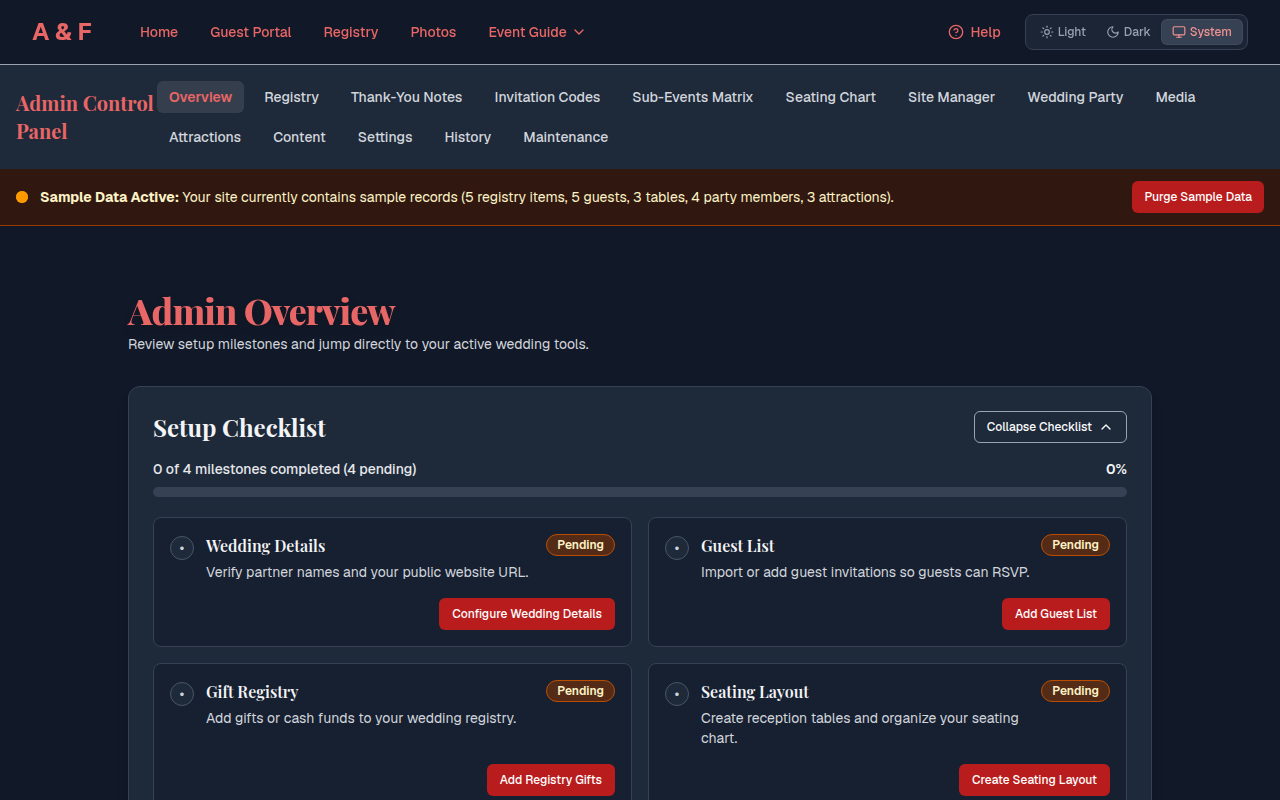 A & F
Home
Guest Portal
Registry
Photos
Event Guide
Help
Light
Dark
System
Admin Control
Panel
Overview
Registry
Thank-You Notes
Invitation Codes
Sub-Events Matrix
Seating Chart
Site Manager
Wedding Party
Media
Attractions
Content
Settings
History
Maintenance
Sample Data Active: Your site currently contains sample records (5 registry items, 5 guests, 3 tables, 4 party members, 3 attractions).
Purge Sample Data
Admin Overview
Review setup milestones and jump directly to your active wedding tools.
Setup Checklist
Collapse Checklist
0 of 4 milestones completed (4 pending)
0%
Wedding Details
Pending
Verify partner names and your public website URL.
Configure Wedding Details
Guest List
Pending
Import or add guest invitations so guests can RSVP.
Add Guest List
Gift Registry
Pending
Add gifts or cash funds to your wedding registry.
Add Registry Gifts
Seating Layout
Pending
Create reception tables and organize your seating
chart.
Create Seating Layout